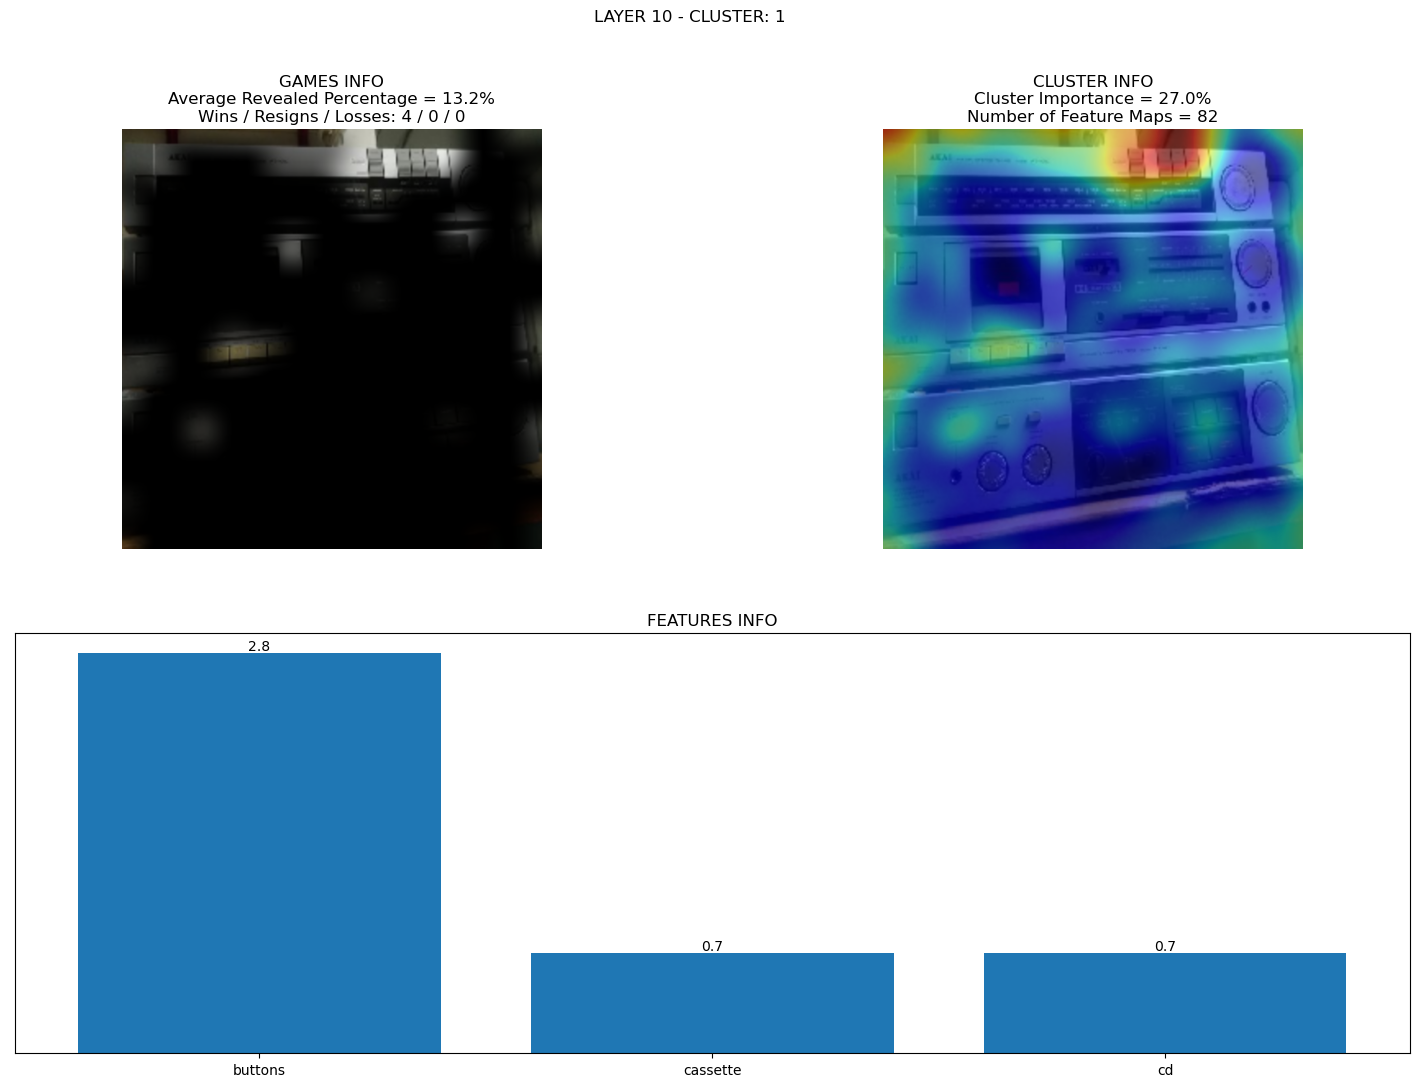 LAYER 10 - CLUSTER: 1
GAMES INFO
Average Revealed Percentage = 13.2%
Wins / Resigns / Losses: 4 / 0 / 0
CLUSTER INFO
Cluster Importance = 27.0%
Number of Feature Maps = 82
AKAI
FEATURES INFO
2.8
0.7
0.7
buttons
cassette
cd